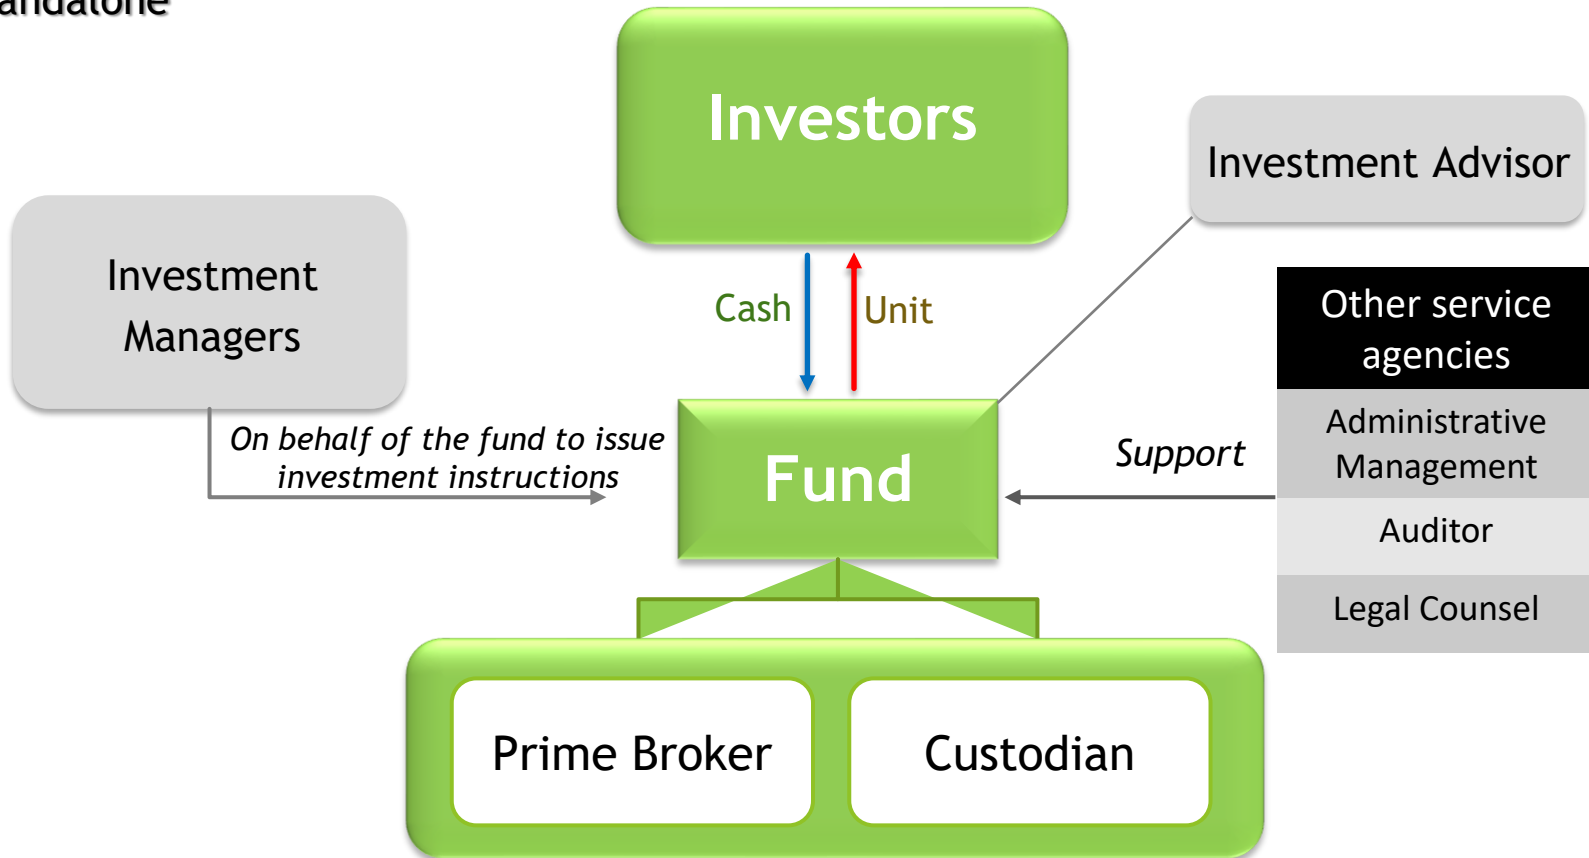 Investors
Investment Advisor
Investment
Managers
Cash
Unit
Other service
agencies
Administrative
Management
Auditor
Legal Counsel
On behalf of the fund to issue
investment instructions
Fund
Support
Prime Broker
Custodian